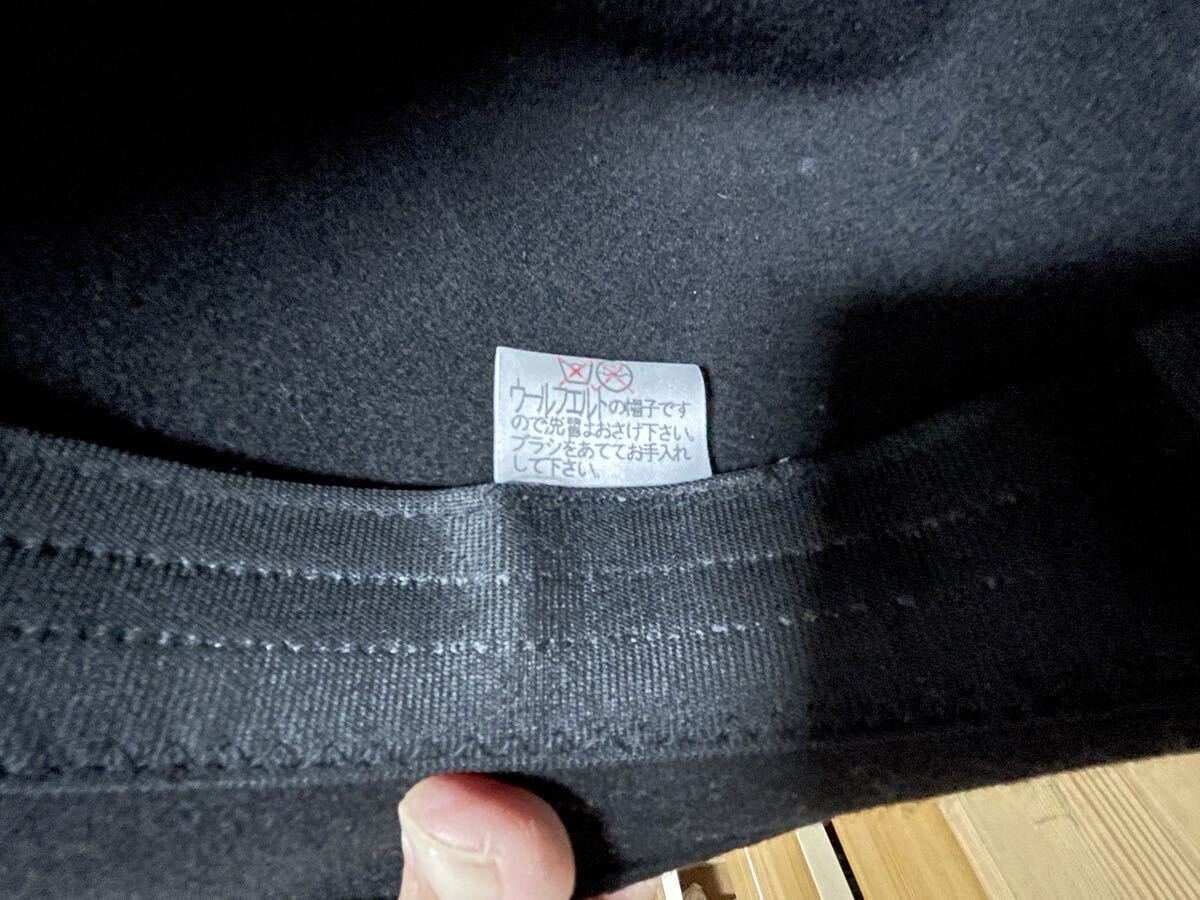 ウールフエルトの帽子です
ので洗髱はおさけ下さい。
ブラシをあててお手入れ
して下さい。